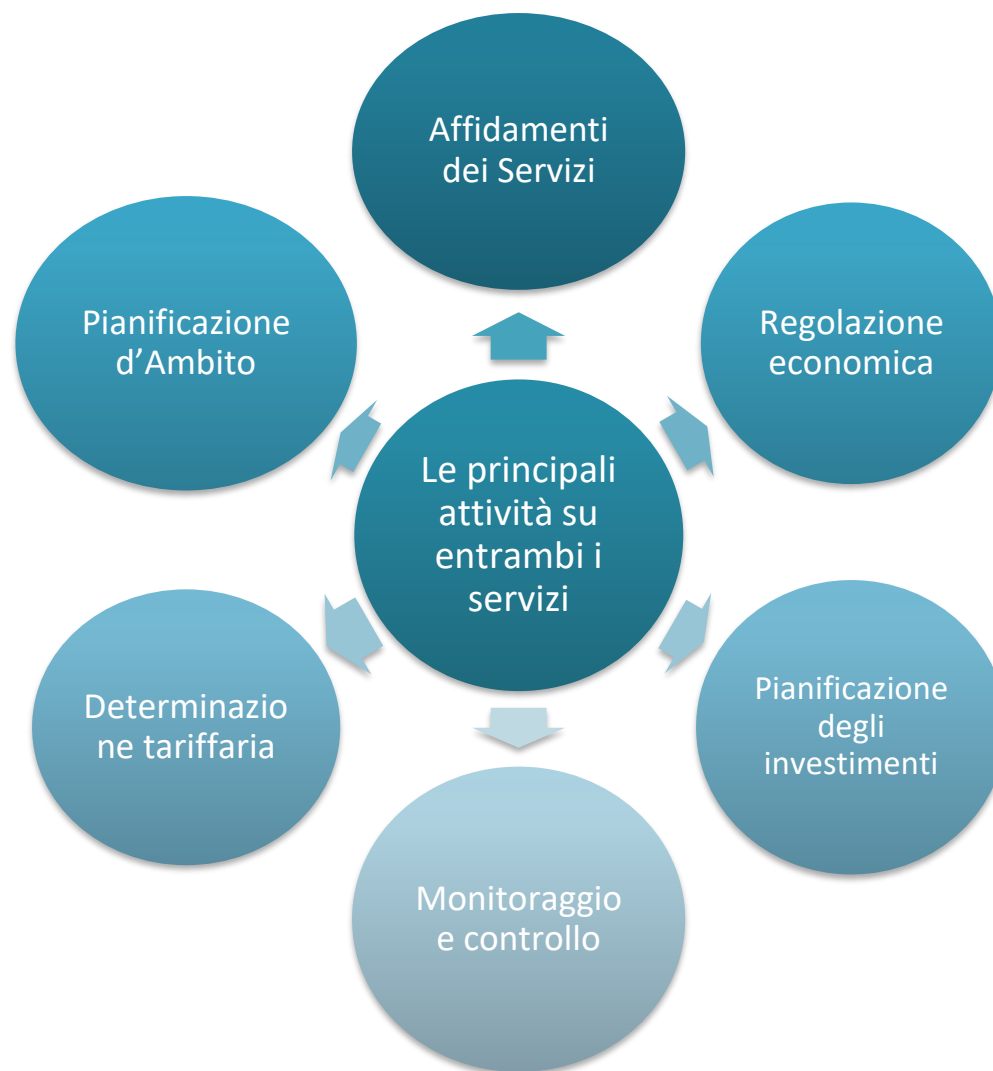 Affidamenti
dei Servizi
Pianificazione
d’Ambito
Regolazione
economica
Le principali
attività su
entrambi i
servizi
Determinazio
ne tariffaria
Pianificazione
degli
investimenti
Monitoraggio
e controllo